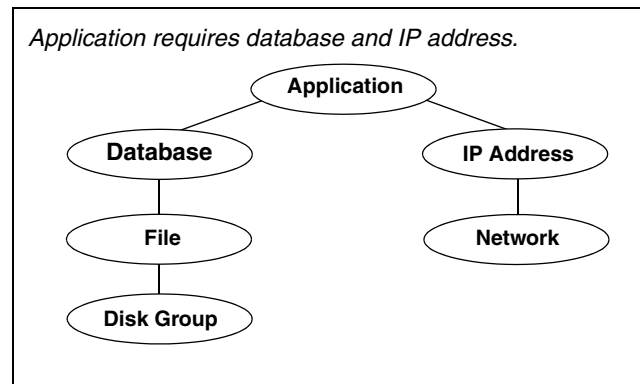 Application requires database and IP address.
Application
Database
IP Address
File
Network
Disk Group